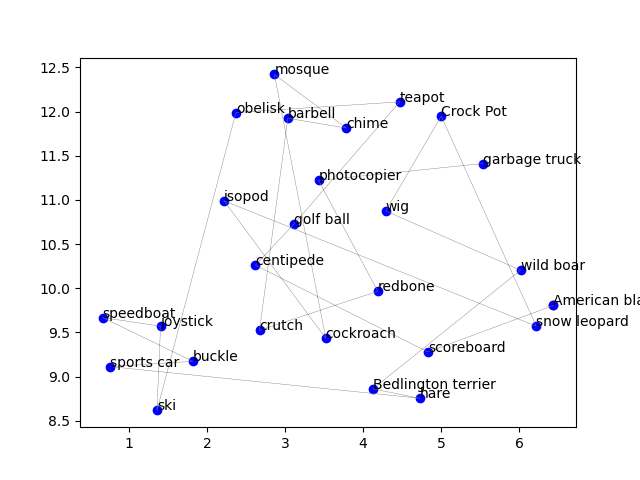 12.5
12.0
11.5
11.0
10.5
10.0
9.5
9.0
8.5
mosque
teapot
obelisk
barbell
Crock Pot
chime
garbage truck
photocopier
isopod
wig
golf ball
centipede
wild boar
redbone
American bla
speedboat
joystick
crutch
snow leopard
cockroach
scoreboard
buckle
sports car
Bedlington terrier
hare
ski
1 2 3 4 5 6